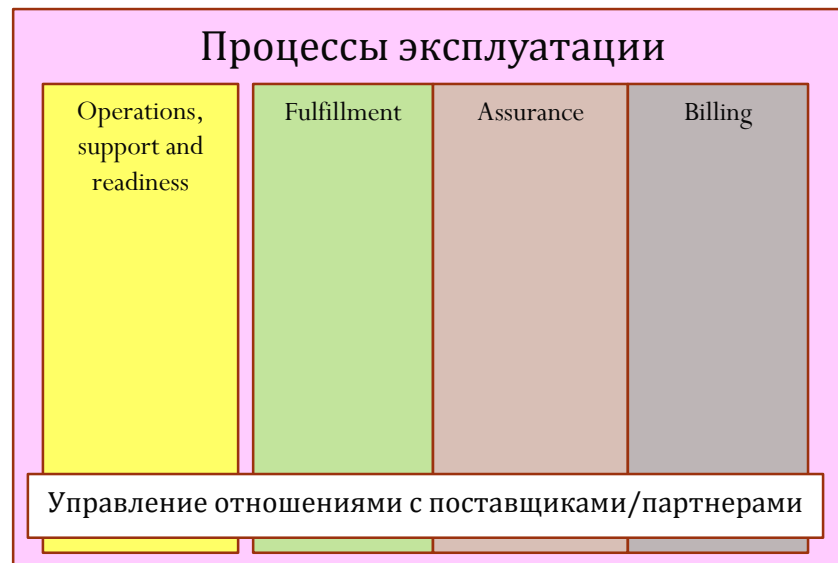 Процессы эксплуатации
Operations,
support and
readiness
Fulfillment
Assurance
Billing
Управление отношениями с поставщиками/партнерами